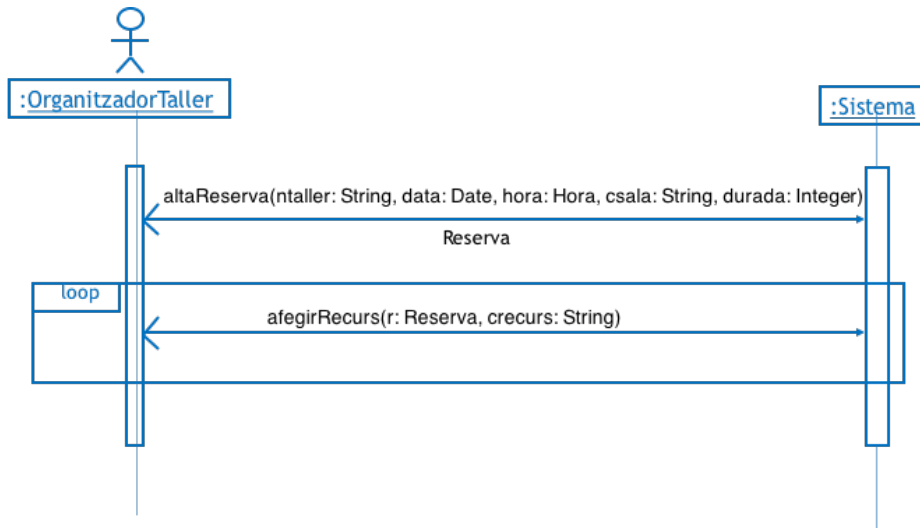 :OrganitzadorTaller
:Sistema
altaReserva(ntaller: String, data: Date, hora: Hora, csala: String, durada: Integer)
Reserva
loop
afegirRecurs(r: Reserva, crecurs: String)